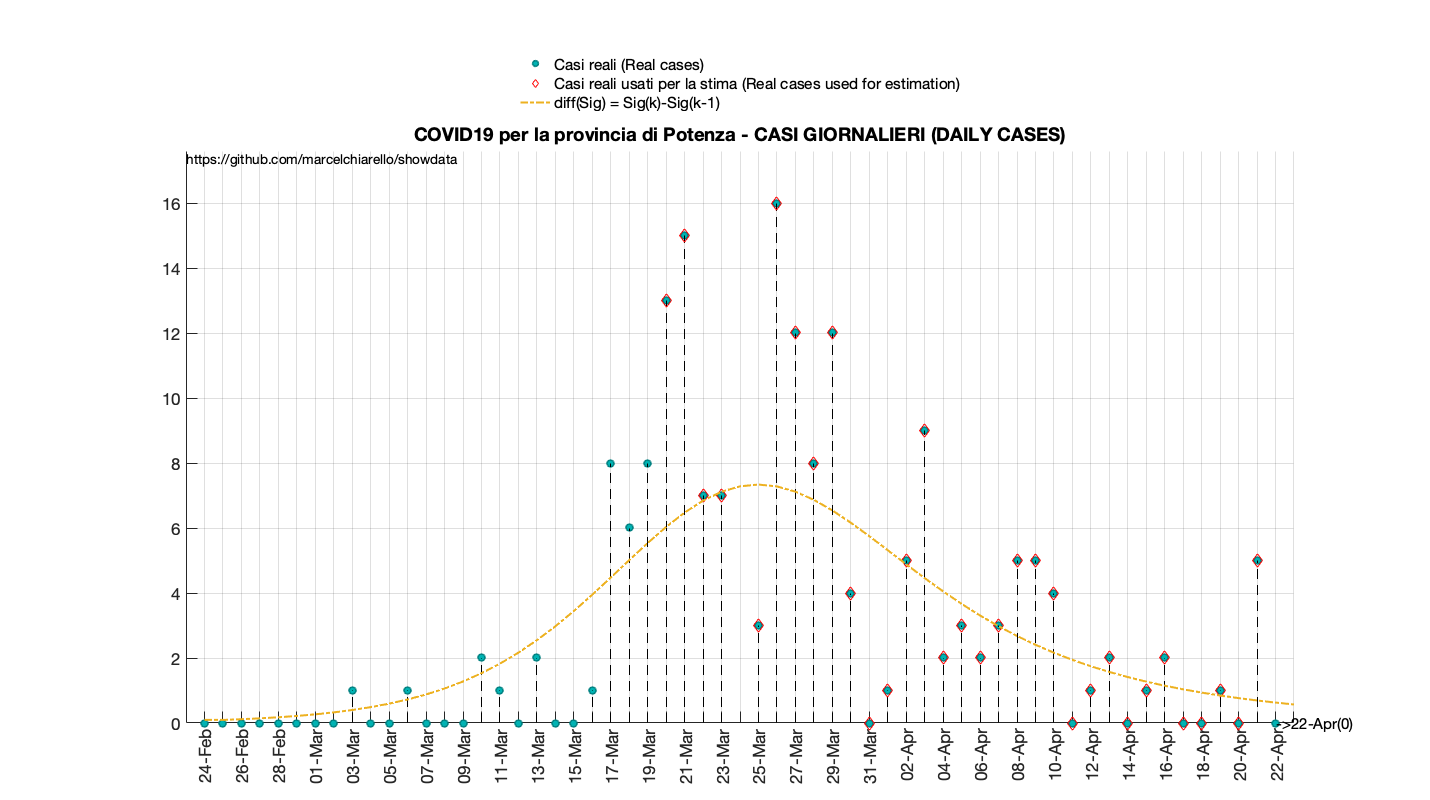 Casi reali (Real cases)
Casi reali usati per la stima (Real cases used for estimation)
diff(Sig) = Sig(k)-Sig(k-1)
COVID19 per la provincia di Potenza - CASI GIORNALIERI (DAILY CASES)
https://github.com/marcelchiarello/showdata
16
14
12
10
8
6
4
2
0
->22-Apr(0)
24-Feb
26-Feb
28-Feb
01-Mar
03-Mar
05-Mar
07-Mar
09-Mar
11-Mar
13-Mar
15-Mar
17-Mar
19-Mar
21-Mar
23-Mar
25-Mar
27-Mar
29-Mar
31-Mar
02-Apr
04-Apr
06-Apr
08-Apr
10-Apr
12-Apr
14-Apr
16-Apr
18-Apr
20-Apr
22-Apr